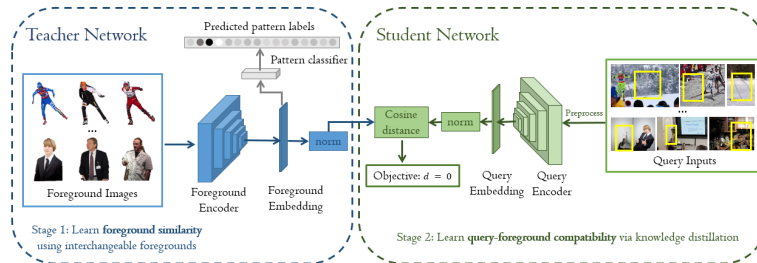 Predicted pattern labels
Teacher Network
Student Network
Pattern classifier
...
Foreground Images
Foreground
Encoder
Foreground
Embedding
norm
Cosine
distance
norm
Objective: d = 0
Query
Embedding
Query
Encoder
Preprocess
...
Query Inputs
Stage 1: Learn foreground similarity
using interchangeable foregrounds
Stage 2: Learn query-foreground compatibility via knowledge distillation